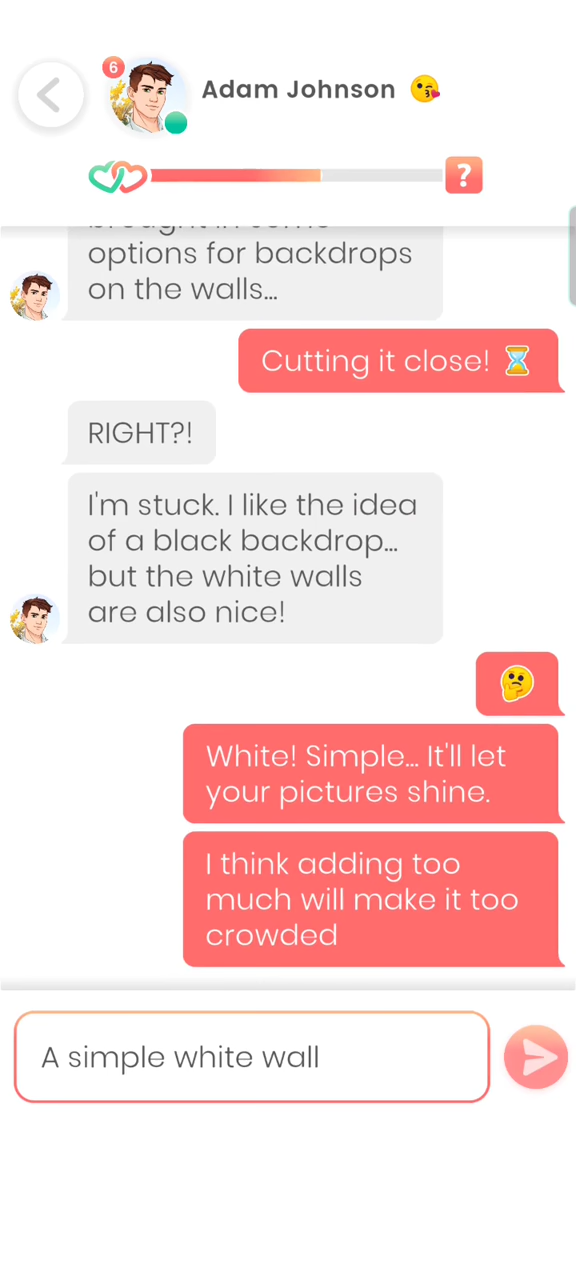 6
Adam Johnson 😘
?
options for backdrops
on the walls...
Cutting it close! ⏳
RIGHT?!
I'm stuck. I like the idea
of a black backdrop...
but the white walls
are also nice!
🤔
White! Simple... It'll let
your pictures shine.
I think adding too
much will make it too
crowded
A simple white wall